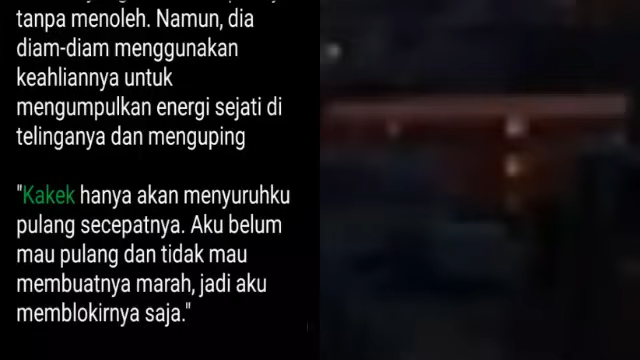 tanpa menoleh. Namun, dia
diam-diam menggunakan
keahliannya untuk
mengumpulkan energi sejati di
telinganya dan menguping
"Kakek hanya akan menyuruhku
pulang secepatnya. Aku belum
mau pulang dan tidak mau
membuatnya marah, jadi aku
memblokirnya saja."